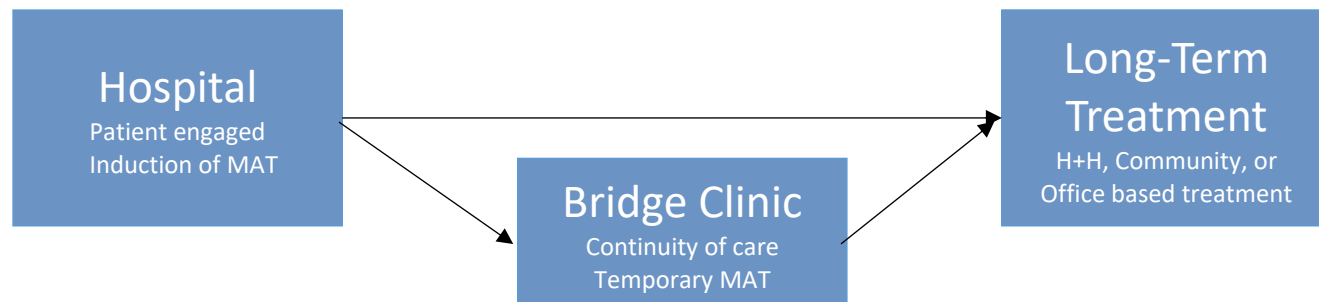 Hospital
Patient engaged
Induction of MAT
Bridge Clinic
Continuity of care
Temporary MAT
Long-Term
Treatment
H+H, Community, or
Office based treatment